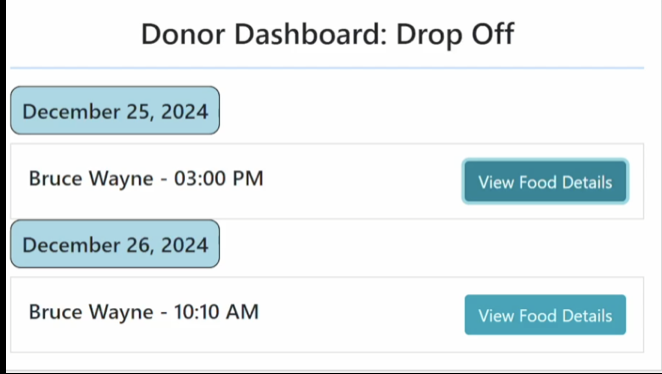 Donor Dashboard: Drop Off
December 25, 2024
Bruce Wayne - 03:00 PM
View Food Details
December 26, 2024
Bruce Wayne - 10:10 AM
View Food Details